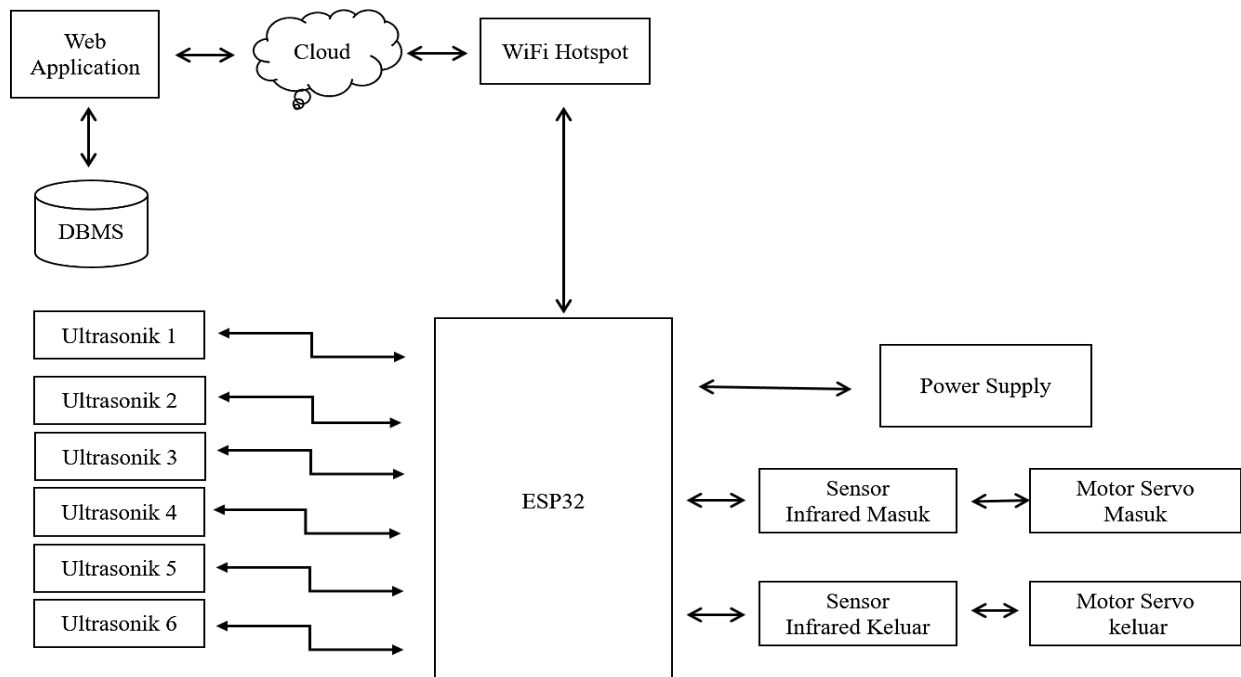 Web
Application
Cloud
WiFi Hotspot
DBMS
Ultrasonik 1
Ultrasonik 2
Ultrasonik 3
Ultrasonik 4
Ultrasonik 5
Ultrasonik 6
ESP32
Power Supply
Sensor
Infrared Masuk
Motor Servo
Masuk
Sensor
Infrared Keluar
Motor Servo
keluar